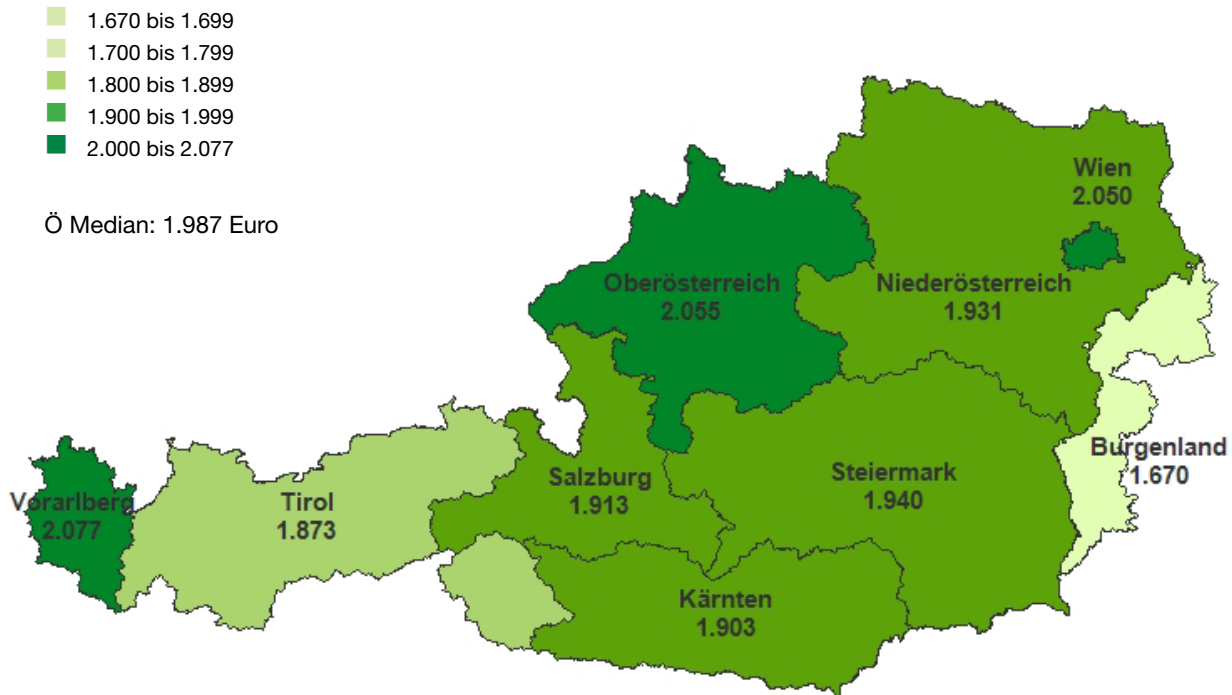 1.670 bis 1.699
1.700 bis 1.799
1.800 bis 1.899
1.900 bis 1.999
2.000 bis 2.077
Ö Median: 1.987 Euro
Wien
2.050
Oberösterreich
2.055
Niederösterreich
1.931
Burgenland
1.670
Steiermark
1.940
Salzburg
1.913
Tirol
1.873
Vorarlberg
2.077
Kärnten
1.903